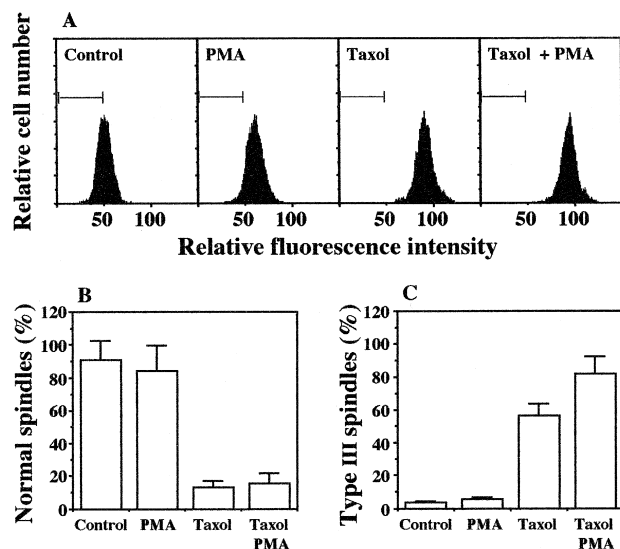 A
Relative cell number
Control
PMA
Taxol
Taxol + PMA
50 100 50 100 50 100 50 100
Relative fluorescence intensity
B
Normal spindles (%)
120
100
80
60
40
20
0
Control PMA Taxol Taxol
PMA
C
Type III spindles (%)
120
100
80
60
40
20
0
Control PMA Taxol Taxol
PMA